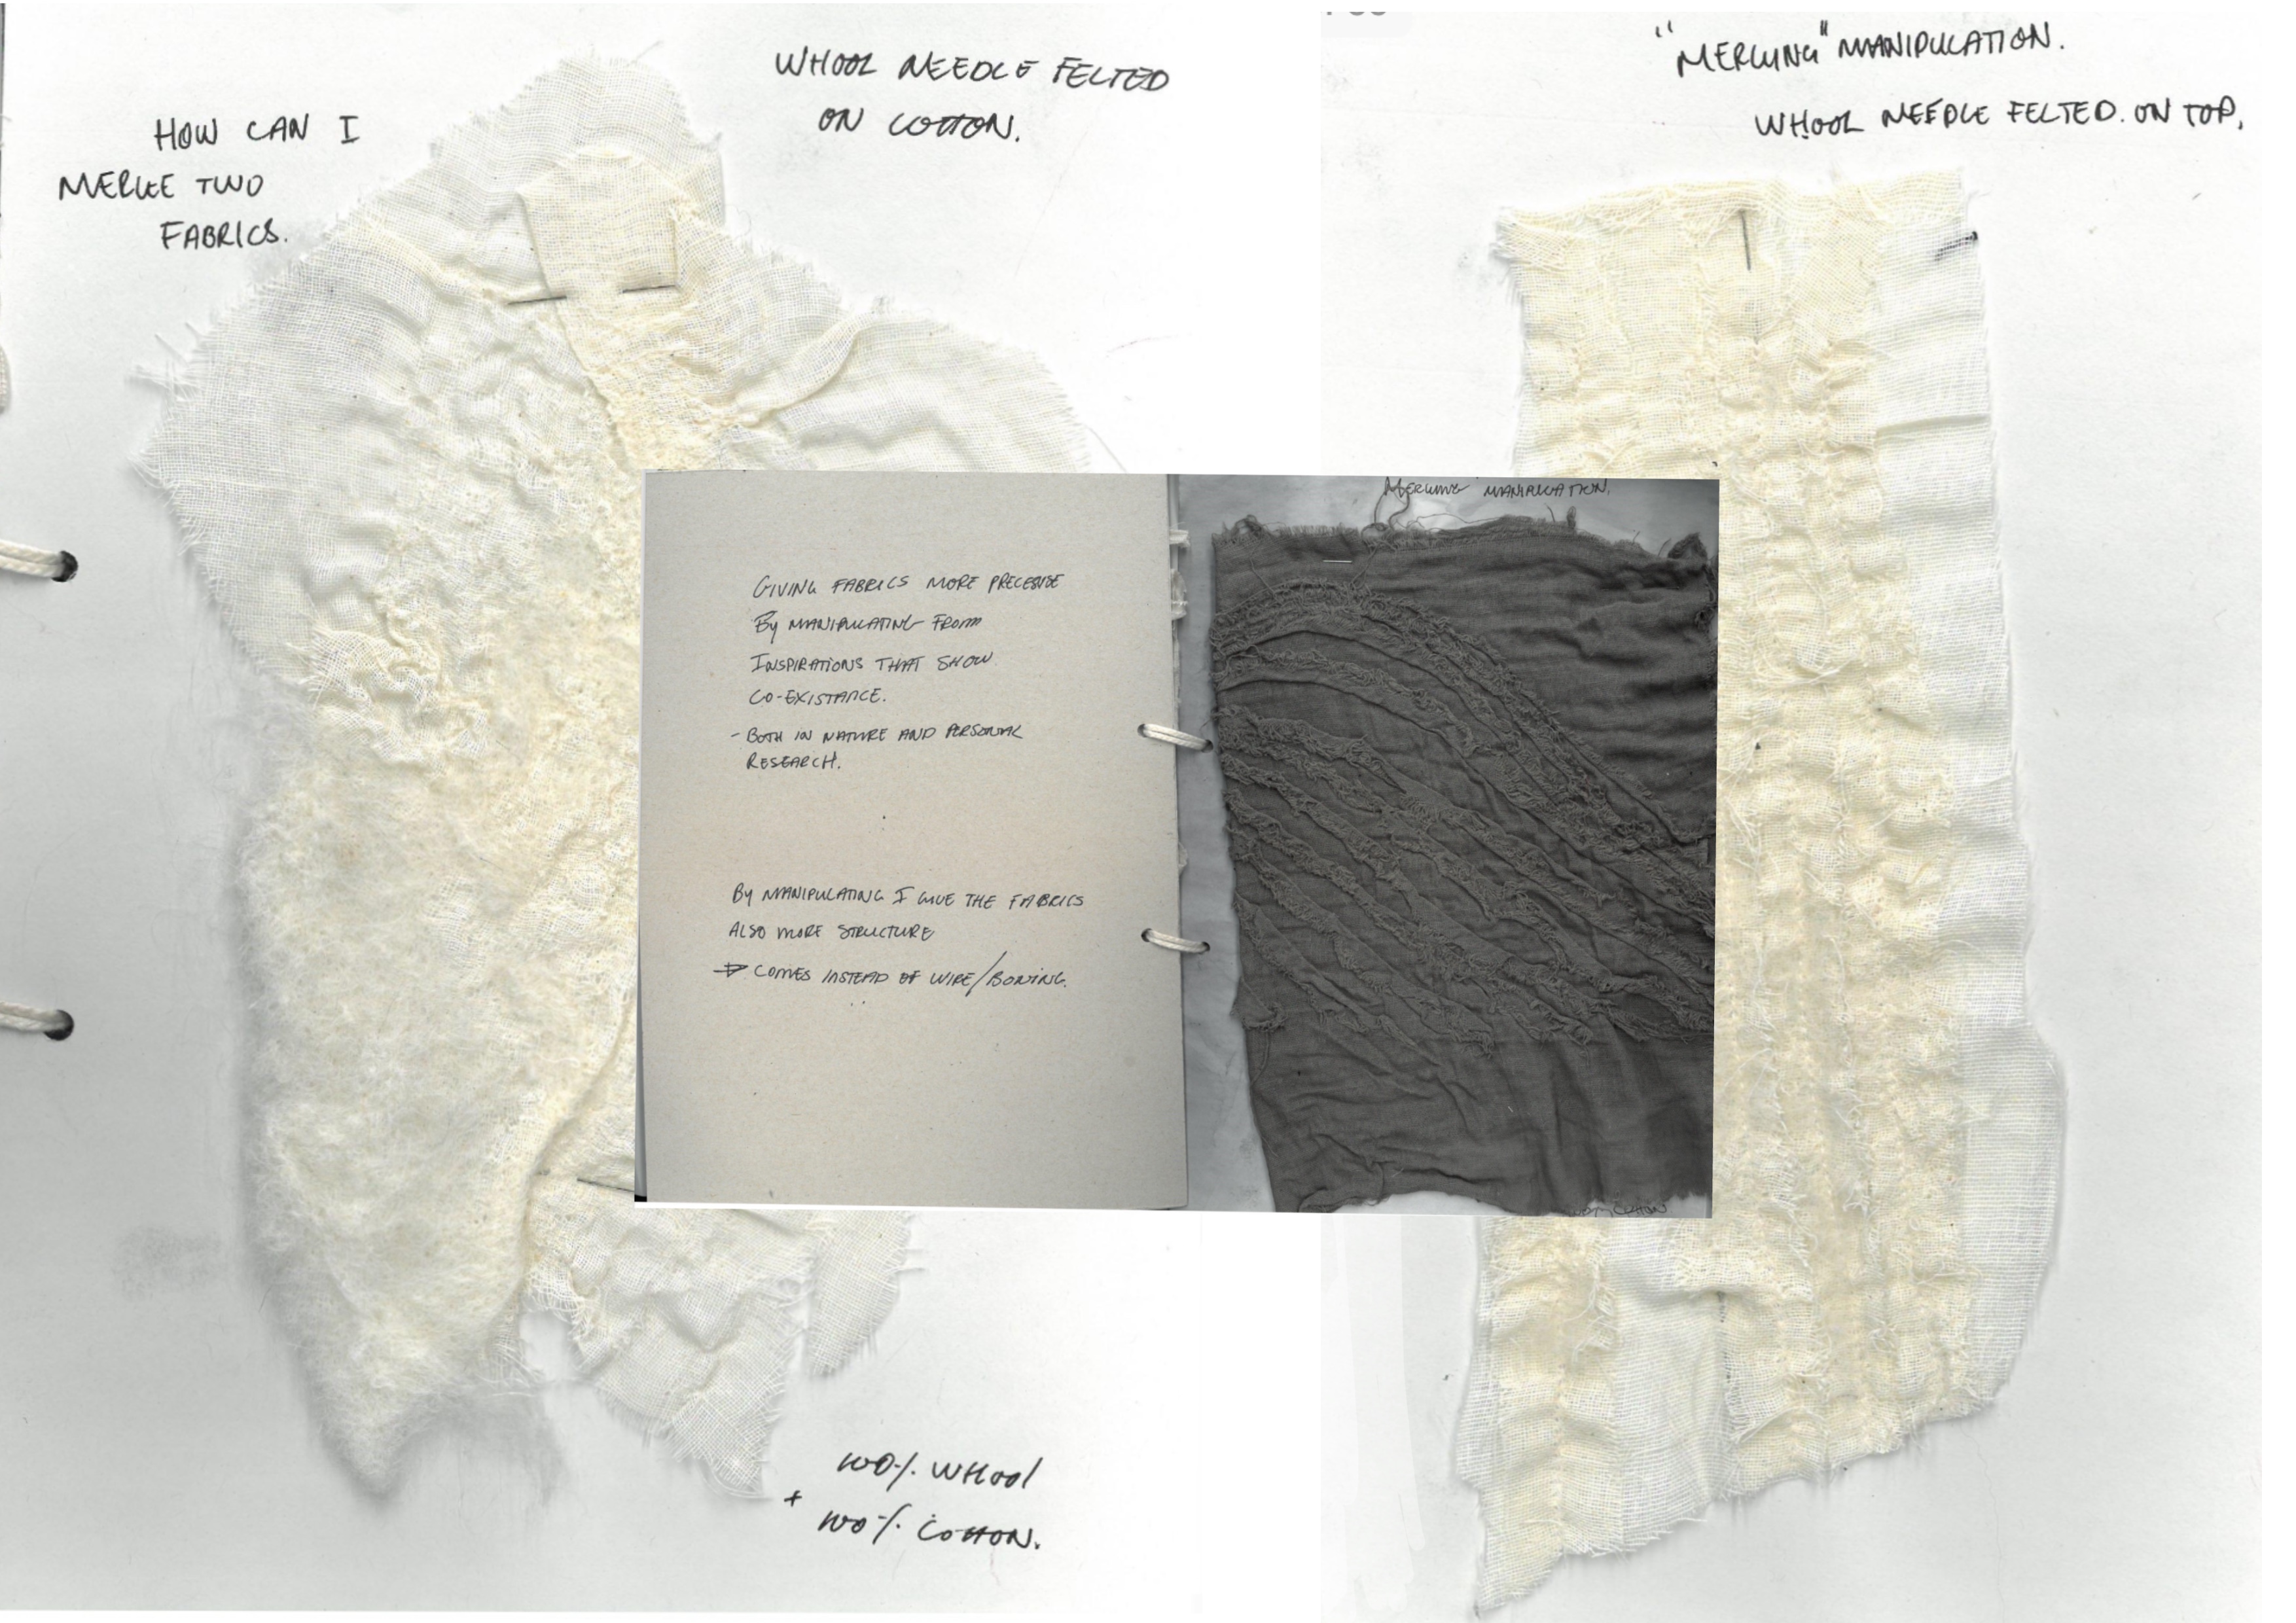 HOW CAN I
MERGE TWO
FABRICS.
WHOOL NEEDLE FELTED
ON COTTON.
"MERGING" MANIPULATION.
WHOOL NEEDLE FELTED. ON TOP.
MERGING MANIPULATION.
GIVING FABRICS MORE
BY MANIPULATING FROM
INSPIRATIONS THAT SHOW
CO-EXISTANCE.
- BOTH IN NATURE AND PERSONAL
RESEARCH.
BY MANIPULATING I GIVE THE FABRICS
ALSO MORE STRUCTURE
→ COMES INSTEAD OF WIRE/BONING.
COTTON
100% WHOOL
+
100% COTTON.